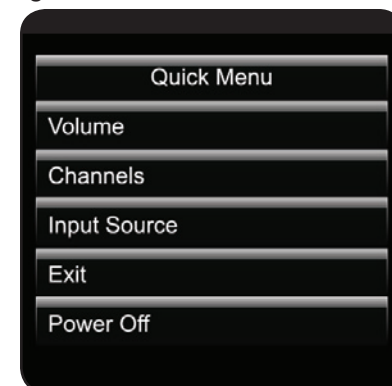 Quick Menu
Volume
Channels
Input Source
Exit
Power Off